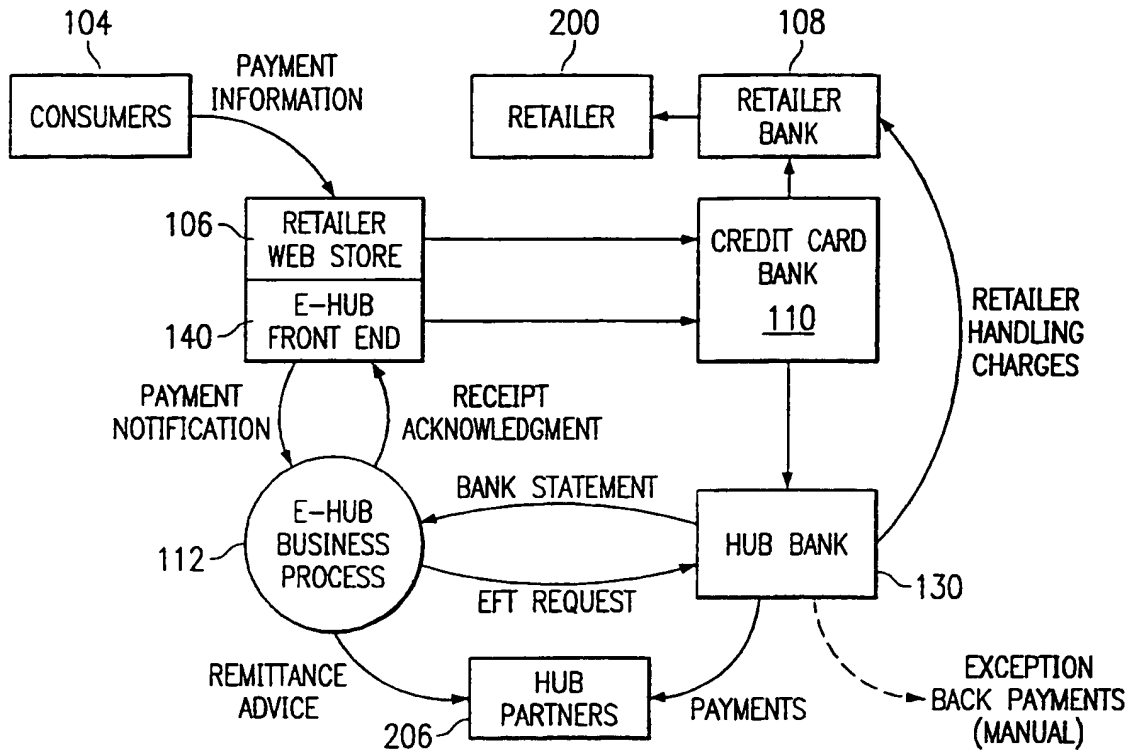 104
200
108
CONSUMERS
PAYMENT
INFORMATION
RETAILER
RETAILER
BANK
106
RETAILER
WEB STORE
140
E-HUB
FRONT END
CREDIT CARD
BANK
110
RETAILER
HANDLING
CHARGES
PAYMENT
NOTIFICATION
RECEIPT
ACKNOWLEDGMENT
BANK STATEMENT
E-HUB
BUSINESS
PROCESS
112
HUB BANK
130
EFT REQUEST
REMITTANCE
ADVICE
HUB
PARTNERS
206
PAYMENTS
EXCEPTION
BACK PAYMENTS
(MANUAL)